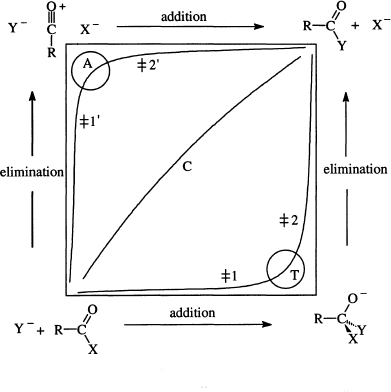 Y⁻ C≡O⁺ R X⁻ addition R C O Y + X⁻
A
‡2'
‡1'
elimination
elimination
C
‡2
‡1
T
Y⁻ + R C O X addition R C O⁻ Y X